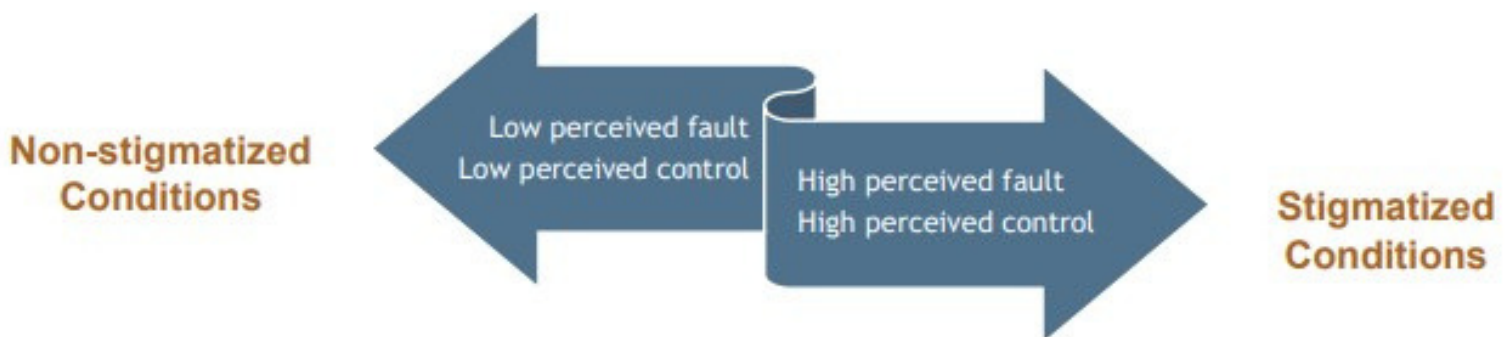 Non-stigmatized
Conditions
Low perceived fault
Low perceived control
High perceived fault
High perceived control
Stigmatized
Conditions